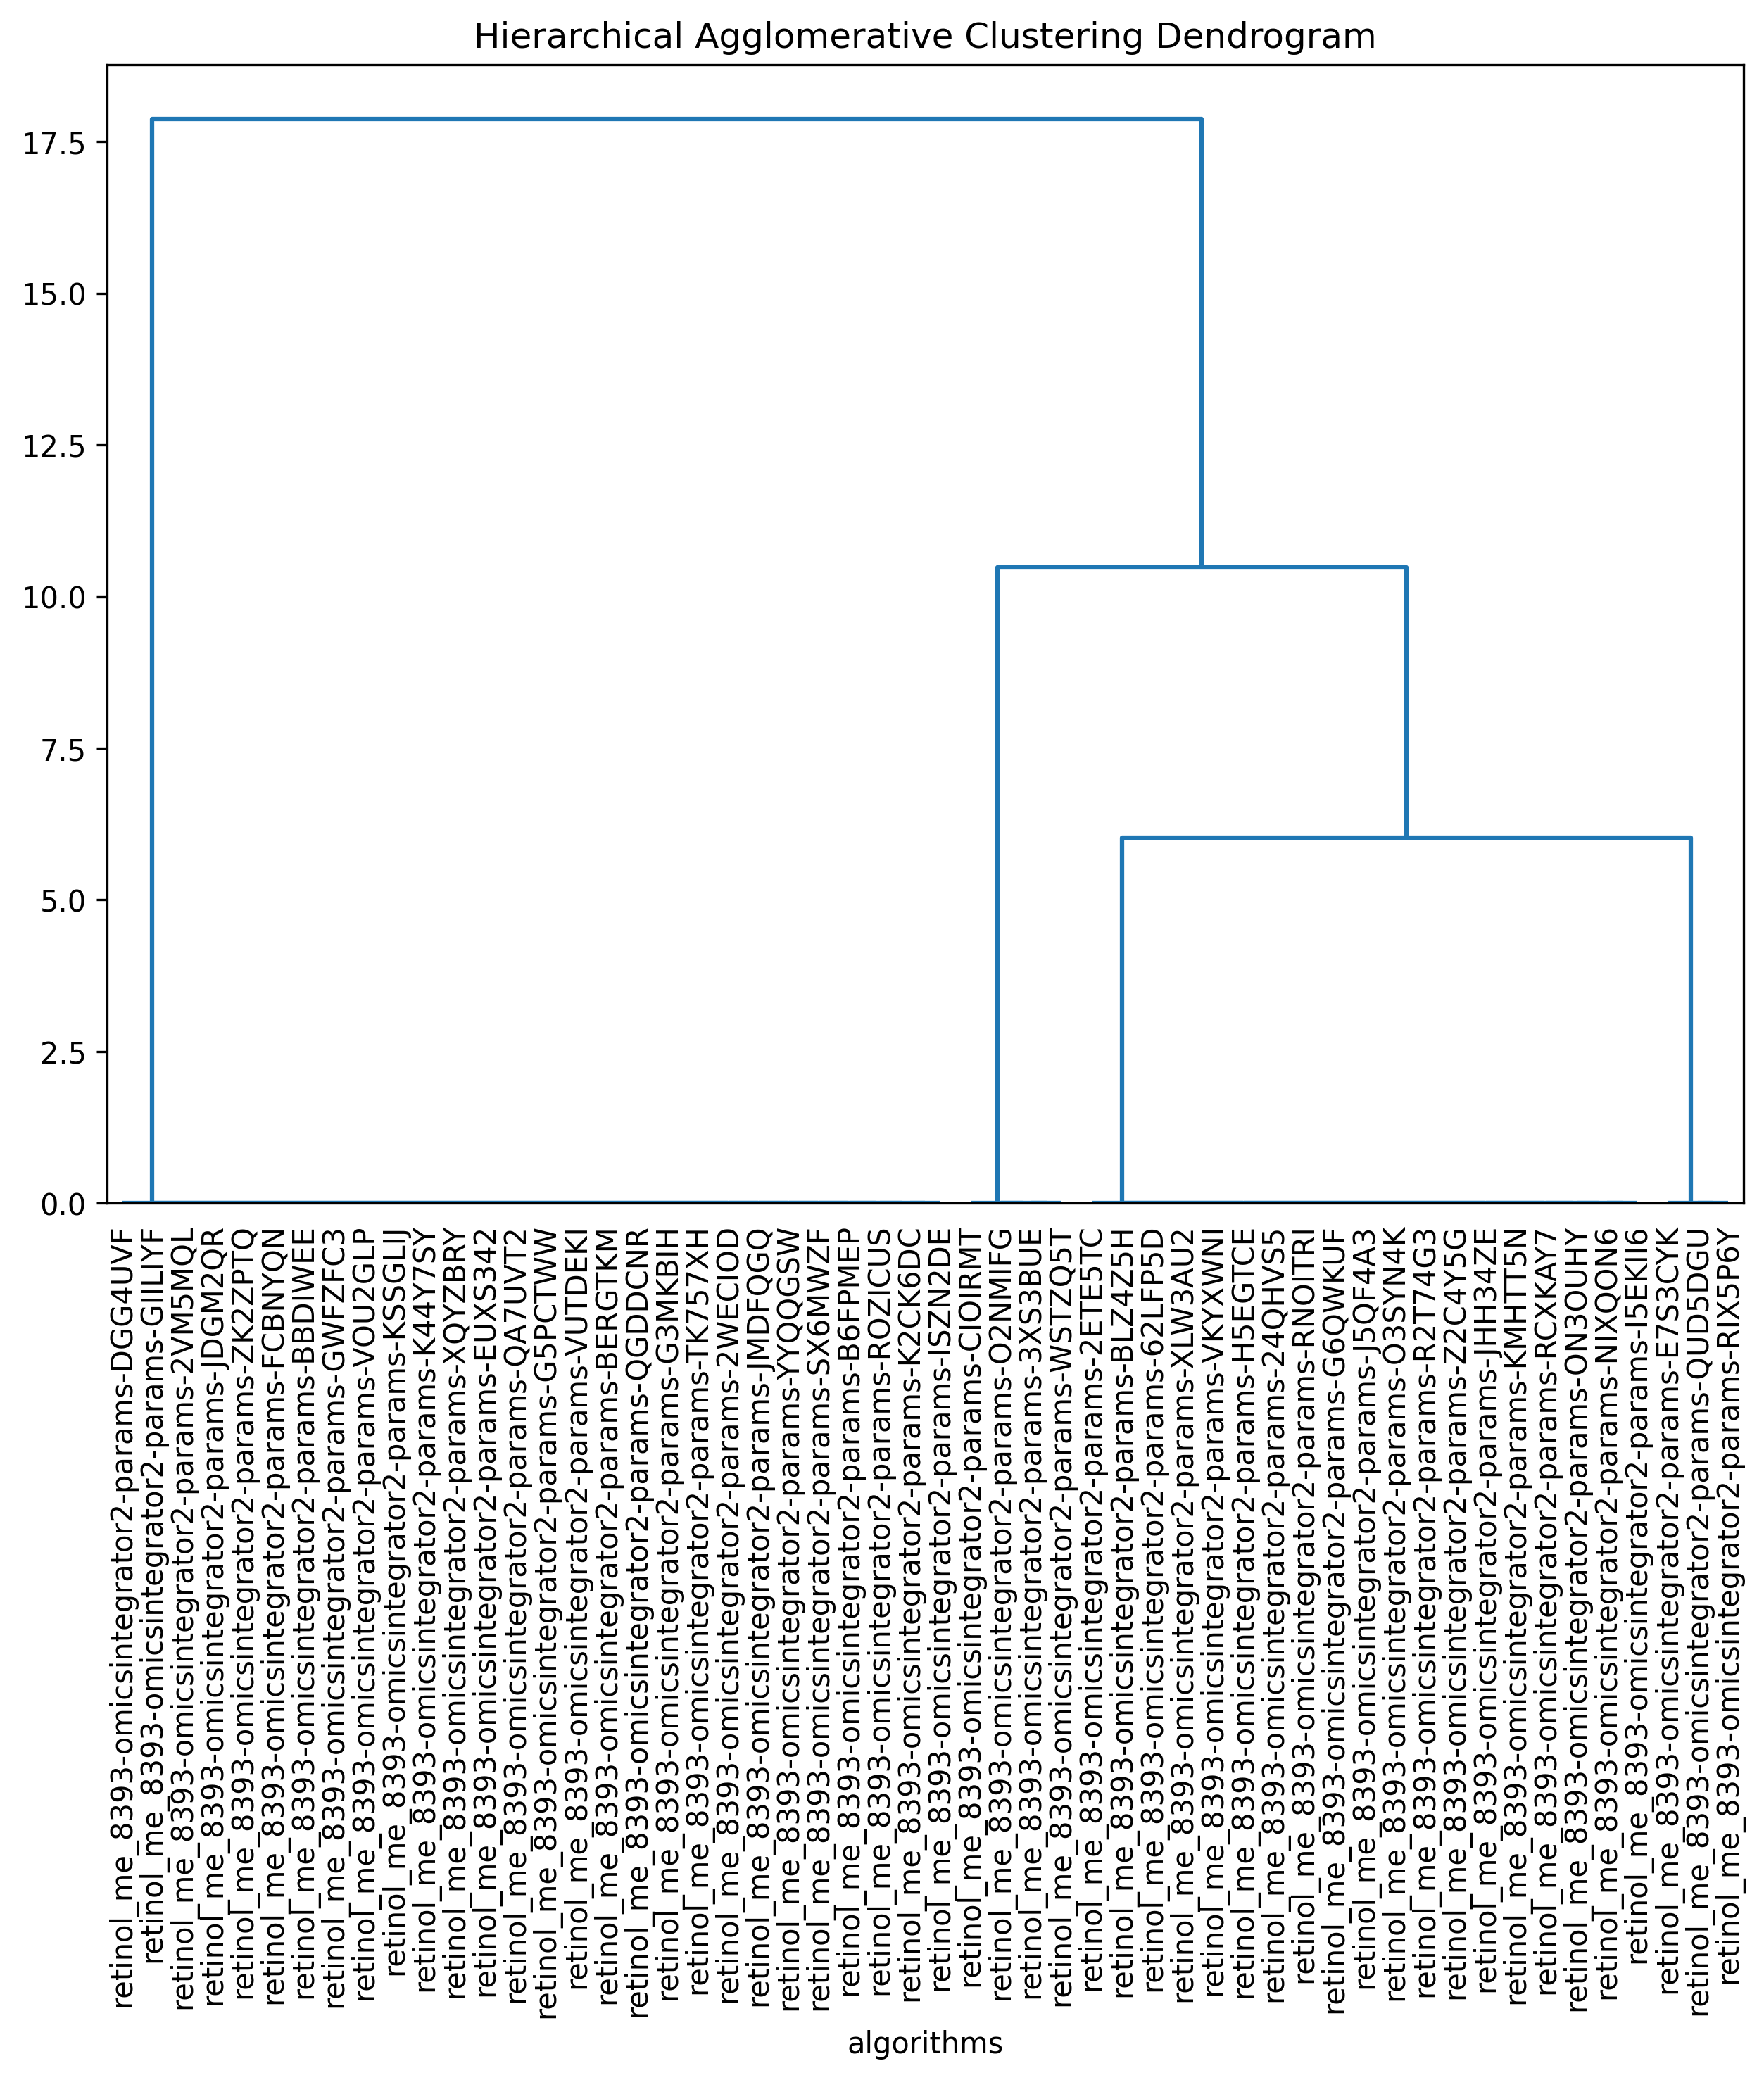 Hierarchical Agglomerative Clustering Dendrogram
17.5
15.0
12.5
10.0
7.5
5.0
2.5
0.0
retinol_me_8393-omicsintegrator2-params-DGG4UVF
retinol_me_8393-omicsintegrator2-params-GIILIYF
retinol_me_8393-omicsintegrator2-params-2VM5MQL
retinol_me_8393-omicsintegrator2-params-JDGM2QR
retinol_me_8393-omicsintegrator2-params-ZK2ZPTQ
retinol_me_8393-omicsintegrator2-params-FCBNYQN
retinol_me_8393-omicsintegrator2-params-BBDIWEE
retinol_me_8393-omicsintegrator2-params-GWFZFC3
retinol_me_8393-omicsintegrator2-params-VOU2GLP
retinol_me_8393-omicsintegrator2-params-KSSGLIJ
retinol_me_8393-omicsintegrator2-params-K44Y7SY
retinol_me_8393-omicsintegrator2-params-XQYZBRY
retinol_me_8393-omicsintegrator2-params-EUXS342
retinol_me_8393-omicsintegrator2-params-QA7UVT2
retinol_me_8393-omicsintegrator2-params-G5PCTWW
retinol_me_8393-omicsintegrator2-params-VUTDEKI
retinol_me_8393-omicsintegrator2-params-BERGTKM
retinol_me_8393-omicsintegrator2-params-QGDDCNR
retinol_me_8393-omicsintegrator2-params-G3MKBIH
retinol_me_8393-omicsintegrator2-params-TK757XH
retinol_me_8393-omicsintegrator2-params-2WECIOD
retinol_me_8393-omicsintegrator2-params-JMDFQGQ
retinol_me_8393-omicsintegrator2-params-YYQQGSW
retinol_me_8393-omicsintegrator2-params-SX6MWZF
retinol_me_8393-omicsintegrator2-params-B6FPMEP
retinol_me_8393-omicsintegrator2-params-ROZICUS
retinol_me_8393-omicsintegrator2-params-K2CK6DC
retinol_me_8393-omicsintegrator2-params-ISZN2DE
retinol_me_8393-omicsintegrator2-params-CIOIRMT
retinol_me_8393-omicsintegrator2-params-O2NMIFG
retinol_me_8393-omicsintegrator2-params-3XS3BUE
retinol_me_8393-omicsintegrator2-params-WSTZQ5T
retinol_me_8393-omicsintegrator2-params-2ETE5TC
retinol_me_8393-omicsintegrator2-params-BLZ4Z5H
retinol_me_8393-omicsintegrator2-params-62LFP5D
retinol_me_8393-omicsintegrator2-params-XLW3AU2
retinol_me_8393-omicsintegrator2-params-VKYXWNI
retinol_me_8393-omicsintegrator2-params-H5EGTCE
retinol_me_8393-omicsintegrator2-params-24QHVS5
retinol_me_8393-omicsintegrator2-params-RNOITRI
retinol_me_8393-omicsintegrator2-params-G6QWKUF
retinol_me_8393-omicsintegrator2-params-J5QF4A3
retinol_me_8393-omicsintegrator2-params-O3SYN4K
retinol_me_8393-omicsintegrator2-params-R2T74G3
retinol_me_8393-omicsintegrator2-params-Z2C4Y5G
retinol_me_8393-omicsintegrator2-params-JHH34ZE
retinol_me_8393-omicsintegrator2-params-KMHTT5N
retinol_me_8393-omicsintegrator2-params-RCXKAY7
retinol_me_8393-omicsintegrator2-params-ON3OUHY
retinol_me_8393-omicsintegrator2-params-NIXQON6
retinol_me_8393-omicsintegrator2-params-I5EKII6
retinol_me_8393-omicsintegrator2-params-E7S3CYK
retinol_me_8393-omicsintegrator2-params-QUD5DGU
retinol_me_8393-omicsintegrator2-params-RIX5P6Y
algorithms